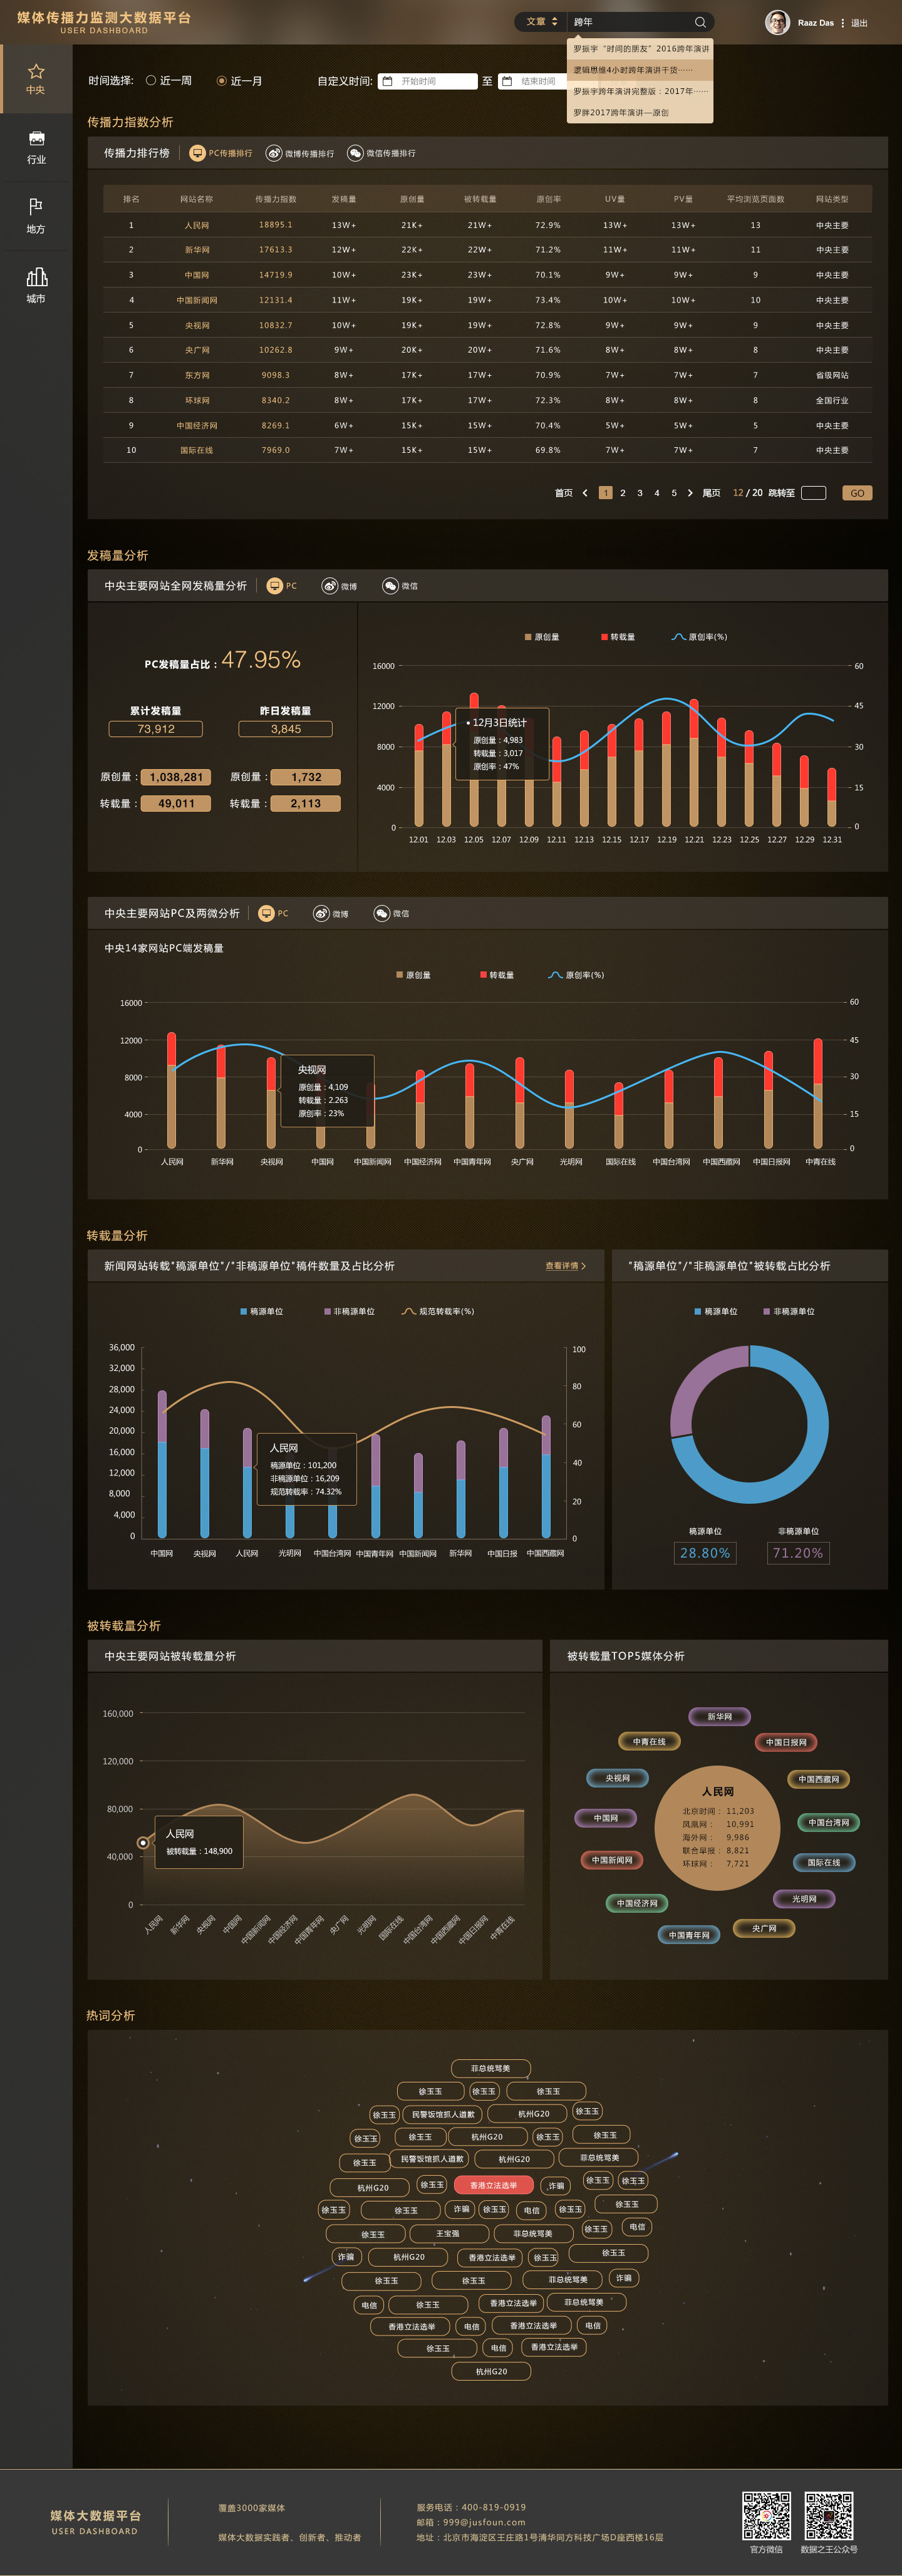 媒体传播力监测大数据平台
USER DASHBOARD
文章 跨年
Raaz Das 退出
罗振宇“时间的朋友”2016跨年演讲
逻辑思维4小时跨年演讲干货……
罗振宇跨年演讲完整版：2017年……
罗胖2017跨年演讲—原创
中央
行业
地方
城市
时间选择: 近一周 近一月 自定义时间: 开始时间 至 结束时间
传播力指数分析
传播力排行榜 PC传播排行 微博传播排行 微信传播排行
排名 网站名称 传播力指数 发稿量 原创量 被转载量 原创率 UV量 PV量 平均浏览页面数 网站类型
1 人民网 18895.1 13W+ 21K+ 21W+ 72.9% 13W+ 13W+ 13 中央主要
2 新华网 17613.3 12W+ 22K+ 22W+ 71.2% 11W+ 11W+ 11 中央主要
3 中国网 14719.9 10W+ 23K+ 23W+ 70.1% 9W+ 9W+ 9 中央主要
4 中国新闻网 12131.4 11W+ 19K+ 19W+ 73.4% 10W+ 10W+ 10 中央主要
5 央视网 10832.7 10W+ 19K+ 19W+ 72.8% 9W+ 9W+ 9 中央主要
6 央广网 10262.8 9W+ 20K+ 20W+ 71.6% 8W+ 8W+ 8 中央主要
7 东方网 9098.3 8W+ 17K+ 17W+ 70.9% 7W+ 7W+ 7 省级网站
8 环球网 8340.2 8W+ 17K+ 17W+ 72.3% 8W+ 8W+ 8 全国行业
9 中国经济网 8269.1 6W+ 15K+ 15W+ 70.4% 5W+ 5W+ 5 中央主要
10 国际在线 7969.0 7W+ 15K+ 15W+ 69.8% 7W+ 7W+ 7 中央主要
首页 1 2 3 4 5 尾页 12 / 20 跳转至 GO
发稿量分析
中央主要网站全网发稿量分析 PC 微博 微信
PC发稿量占比：47.95%
累计发稿量 昨日发稿量
73,912 3,845
原创量：1,038,281 原创量：1,732
转载量：49,011 转载量：2,113
原创量 转载量 原创率(%)
16000 60
12000 45
8000 30
4000 15
0 0
12月3日统计
原创量：4,983
转载量：3,017
原创率：47%
12.01 12.03 12.05 12.07 12.09 12.11 12.13 12.15 12.17 12.19 12.21 12.23 12.25 12.27 12.29 12.31
中央主要网站PC及两微分析 PC 微博 微信
中央14家网站PC端发稿量
原创量 转载量 原创率(%)
16000 60
12000 45
8000 30
4000 15
0 0
央视网
原创量：4,109
转载量：2.263
原创率：23%
人民网 新华网 央视网 中国网 中国新闻网 中国经济网 中国青年网 央广网 光明网 国际在线 中国台湾网 中国西藏网 中国日报网 中青在线
转载量分析
新闻网站转载"稿源单位"/"非稿源单位"稿件数量及占比分析 查看详情
稿源单位 非稿源单位 规范转载率(%)
36,000 100
32,000
28,000 80
24,000
20,000 60
16,000 40
12,000
8,000 20
4,000
0 0
人民网
稿源单位：101,200
非稿源单位：16,209
规范转载率：74.32%
中国网 央视网 人民网 光明网 中国台湾网 中国青年网 中国新闻网 新华网 中国日报 中国西藏网
"稿源单位"/"非稿源单位"被转载占比分析
稿源单位 非稿源单位
稿源单位 非稿源单位
28.80% 71.20%
被转载量分析
中央主要网站被转载量分析
160,000
120,000
80,000
40,000
0
人民网
被转载量：148,900
人民网 新华网 央视网 中国网 中国新闻网 中国经济网 中国青年网 央广网 光明网 国际在线 中国台湾网 中国西藏网 中国日报网 中青在线
被转载量TOP5媒体分析
新华网
中青在线 中国日报网
央视网 中国西藏网
中国网 中国台湾网
中国新闻网 国际在线
中国经济网 光明网
中国青年网 央广网
人民网
北京时间： 11,203
凤凰网： 10,991
海外网： 9,986
联合早报： 8,821
环球网： 7,721
热词分析
菲总统骂美
徐玉玉 徐玉玉 徐玉玉
徐玉玉 民警饭馆抓人道歉 杭州G20 徐玉玉
徐玉玉 徐玉玉 杭州G20 徐玉玉 徐玉玉
徐玉玉 民警饭馆抓人道歉 杭州G20 菲总统骂美
杭州G20 徐玉玉 香港立法选举 诈骗 徐玉玉 徐玉玉
徐玉玉 徐玉玉 诈骗 徐玉玉 电信 徐玉玉 徐玉玉
徐玉玉 王宝强 菲总统骂美 徐玉玉 电信
诈骗 杭州G20 香港立法选举 徐玉玉 徐玉玉
徐玉玉 徐玉玉 菲总统骂美 诈骗
电信 徐玉玉 香港立法选举 菲总统骂美
香港立法选举 电信 香港立法选举 电信
徐玉玉 电信 香港立法选举
杭州G20
媒体大数据平台
USER DASHBOARD
覆盖3000家媒体
媒体大数据实践者、创新者、推动者
服务电话：400-819-0919
邮箱：999@jusfoun.com
地址：北京市海淀区王庄路1号清华同方科技广场D座西楼16层
官方微信 数据之王公众号